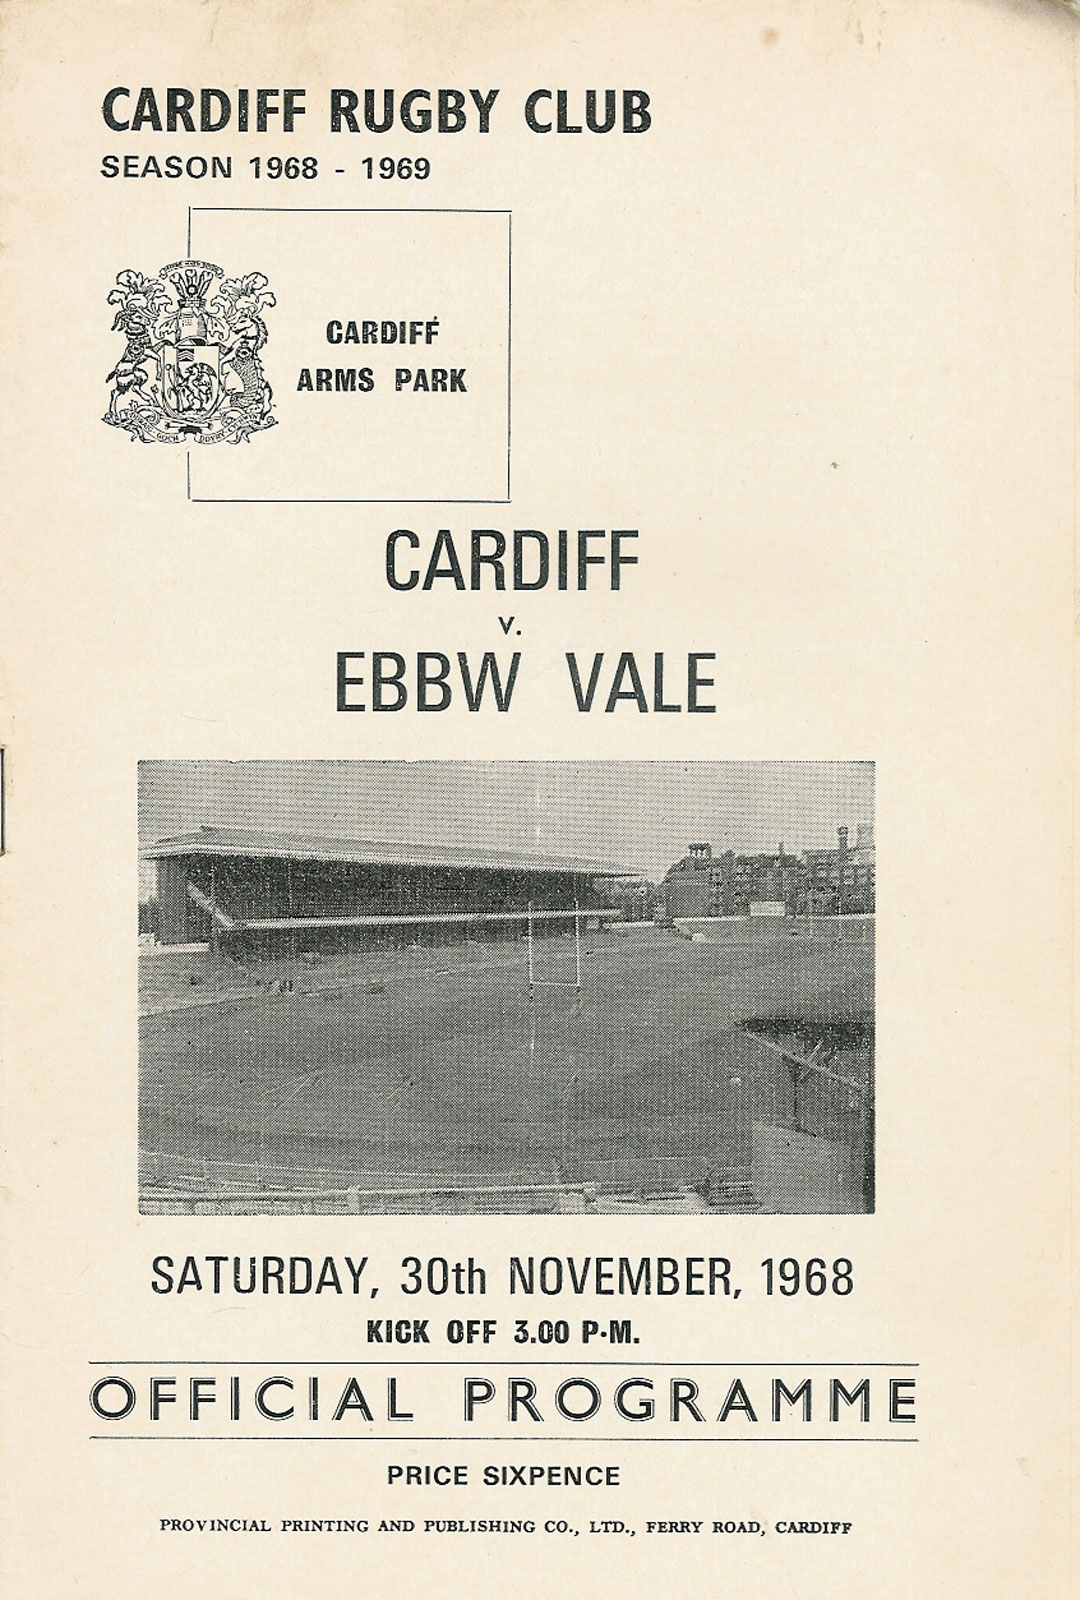 CARDIFF RUGBY CLUB
SEASON 1968 - 1969
CARDIFF
ARMS PARK
CARDIFF
v.
EBBW VALE
SATURDAY, 30th NOVEMBER, 1968
KICK OFF 3.00 P·M.
OFFICIAL PROGRAMME
PRICE SIXPENCE
PROVINCIAL PRINTING AND PUBLISHING CO., LTD., FERRY ROAD, CARDIFF